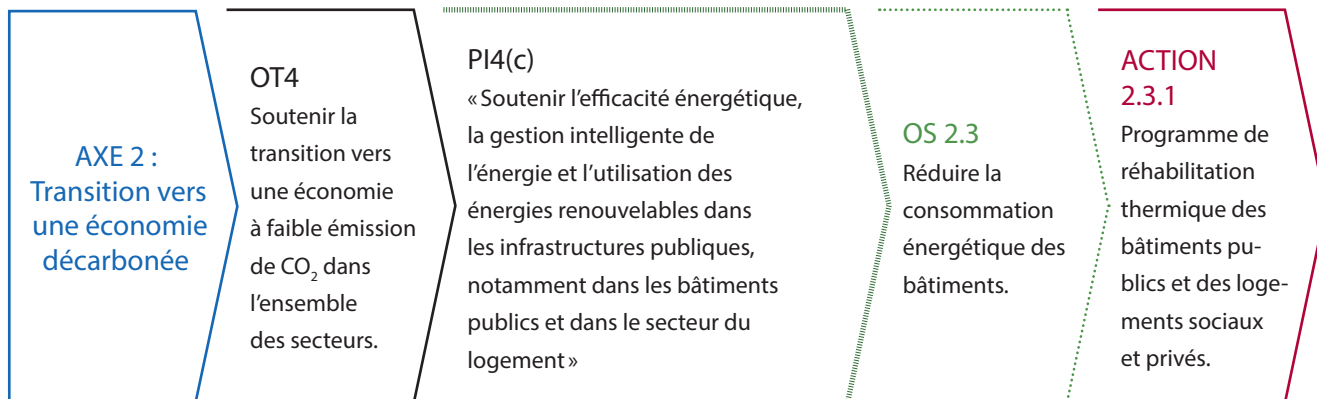 AXE 2 :
Transition vers
une économie
décarbonée
OT4
Soutenir la
transition vers
une économie
à faible émission
de CO₂ dans
l’ensemble
des secteurs.
PI4(c)
« Soutenir l’efficacité énergétique,
la gestion intelligente de
l’énergie et l’utilisation des
énergies renouvelables dans
les infrastructures publiques,
notamment dans les bâtiments
publics et dans le secteur du
logement »
OS 2.3
Réduire la
consommation
énergétique des
bâtiments.
ACTION
2.3.1
Programme de
réhabilitation
thermique des
bâtiments pu-
blics et des loge-
ments sociaux
et privés.